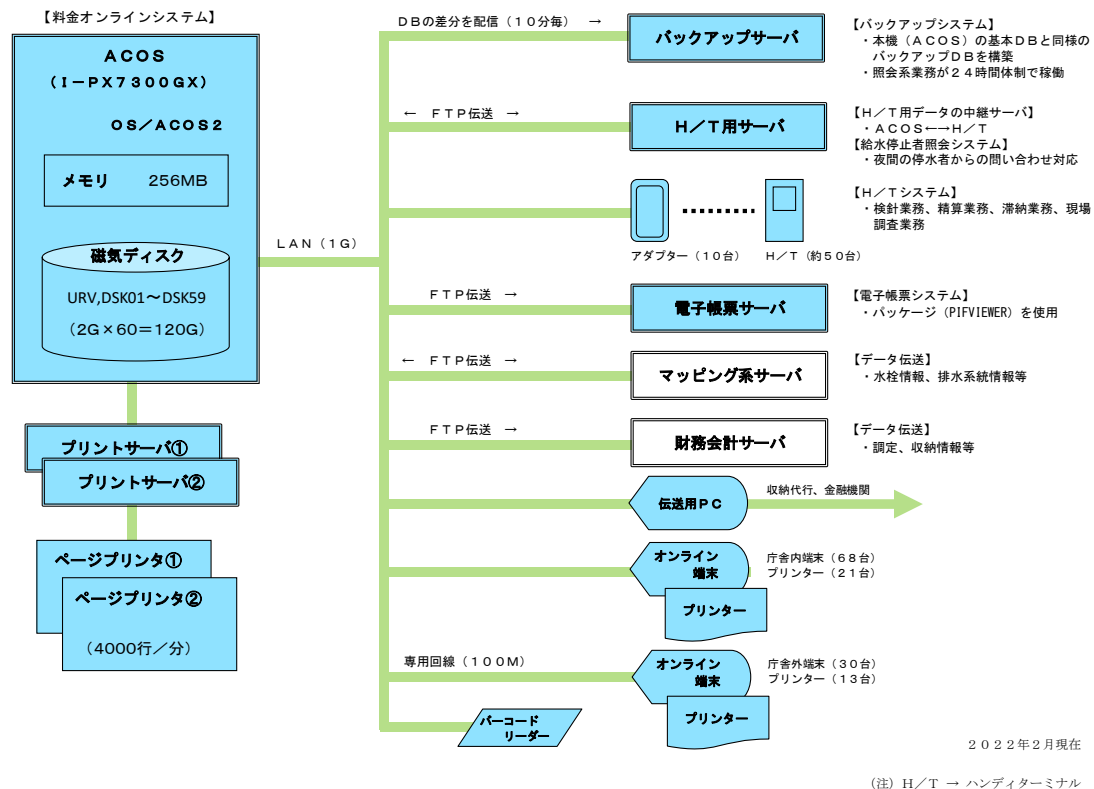 【料金オンラインシステム】
ＡＣＯＳ
（Ｉ－ＰＸ７３００ＧＸ）
ＯＳ／ＡＣＯＳ２
メモリ　256MB
磁気ディスク
URV,DSK01～DSK59
（2G×60＝120G）
プリントサーバ①
プリントサーバ②
ページプリンタ①
ページプリンタ②
（4000行／分）
ＬＡＮ（１Ｇ）
ＤＢの差分を配信（１０分毎）　→
バックアップサーバ
【バックアップシステム】
・本機（ＡＣＯＳ）の基本ＤＢと同様の
バックアップＤＢを構築
・照会系業務が２４時間体制で稼働
←　ＦＴＰ伝送　→
Ｈ／Ｔ用サーバ
【Ｈ／Ｔ用データの中継サーバ】
・ＡＣＯＳ←→Ｈ／Ｔ
【給水停止者照会システム】
・夜間の停水者からの問い合わせ対応
アダプター（１０台）
Ｈ／Ｔ（約５０台）
【Ｈ／Ｔシステム】
・検針業務、精算業務、滞納業務、現場
調査業務
ＦＴＰ伝送　→
電子帳票サーバ
【電子帳票システム】
・パッケージ（PIFVIEWER）を使用
←　ＦＴＰ伝送　→
マッピング系サーバ
【データ伝送】
・水栓情報、排水系統情報等
ＦＴＰ伝送　→
財務会計サーバ
【データ伝送】
・調定、収納情報等
伝送用ＰＣ
収納代行、金融機関
オンライン
端末
プリンター
庁舎内端末（６８台）
プリンター（２１台）
専用回線（１００Ｍ）
オンライン
端末
プリンター
庁舎外端末（３０台）
プリンター（１３台）
バーコード
リーダー
２０２２年２月現在
（注）Ｈ／Ｔ　→　ハンディターミナル